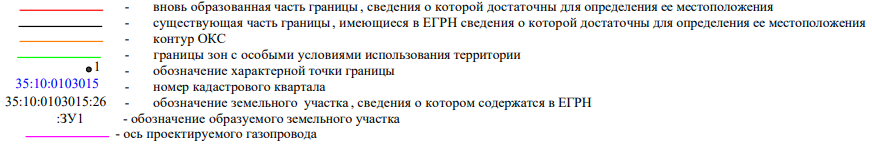 - вновь образованная часть границы, сведения о которой достаточны для определения ее местоположения
- существующая часть границы, имеющиеся в ЕГРН сведения о которой достаточны для определения ее местоположения
- контур ОКС
- границы зон с особыми условиями использования территории
1 - обозначение характерной точки границы
35:10:0103015 - номер кадастрового квартала
35:10:0103015:26 - обозначение земельного участка, сведения о котором содержатся в ЕГРН
:ЗУ1 - обозначение образуемого земельного участка
- ось проектируемого газопровода